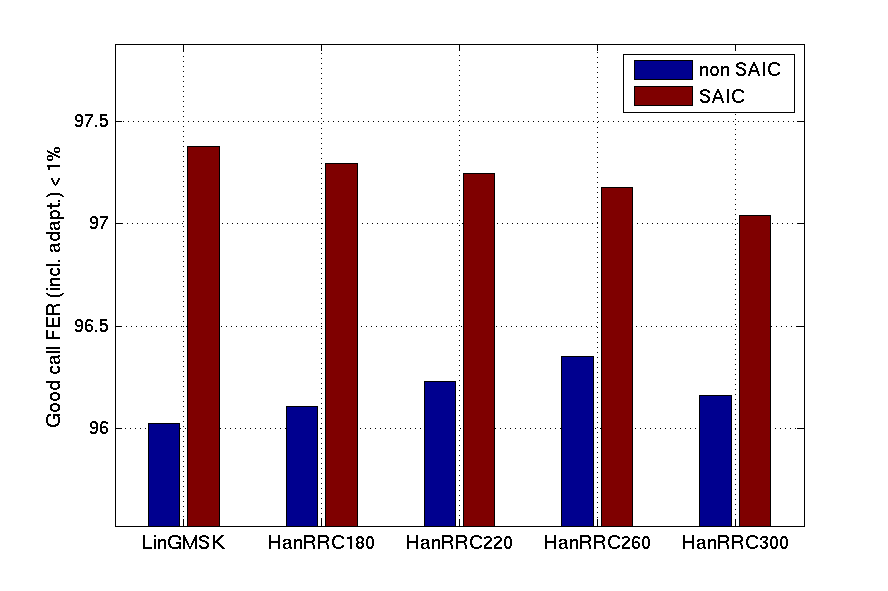 non SAIC
SAIC
Good call FER (incl. adapt.) < 1%
97.5
97
96.5
96
LinGMSK HanRRC180 HanRRC220 HanRRC260 HanRRC300